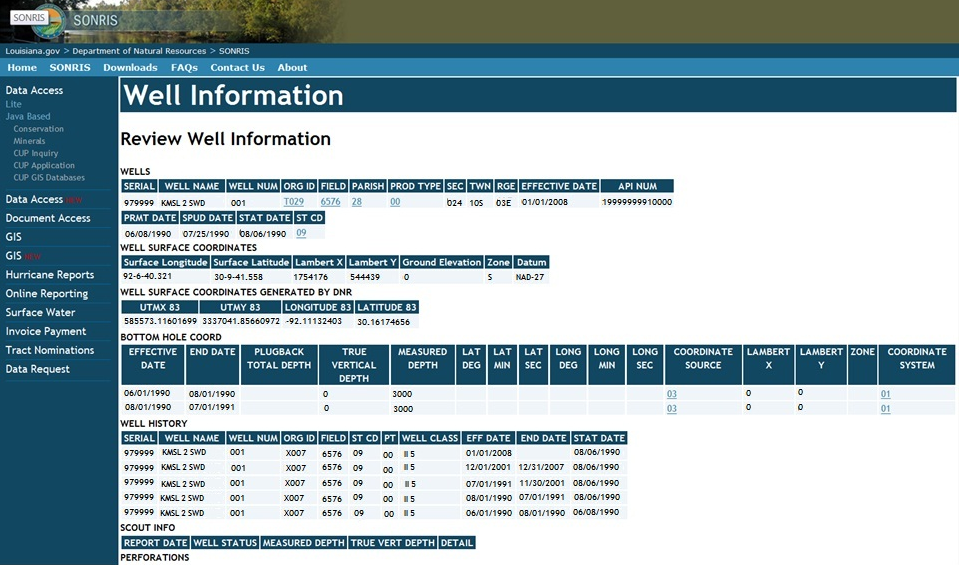 SONRIS SONRIS
Louisiana.gov > Department of Natural Resources > SONRIS
Home SONRIS Downloads FAQs Contact Us About
Data Access
Lite
Java Based
Conservation
Minerals
CUP Inquiry
CUP Application
CUP GIS Databases
Data Access NEW
Document Access
GIS
GIS NEW
Hurricane Reports
Online Reporting
Surface Water
Invoice Payment
Tract Nominations
Data Request
Well Information
Review Well Information
WELLS
SERIAL WELL NAME WELL NUM ORG ID FIELD PARISH PROD TYPE SEC TWN RGE EFFECTIVE DATE API NUM
979999 KMSL 2 SWD 001 T029 6576 28 00 024 10S 03E 01/01/2008 19999999910000
PRMT DATE SPUD DATE STAT DATE ST CD
06/08/1990 07/25/1990 08/06/1990 09
WELL SURFACE COORDINATES
Surface Longitude Surface Latitude Lambert X Lambert Y Ground Elevation Zone Datum
92-6-40.321 30-9-41.558 1754176 544439 0 S NAD-27
WELL SURFACE COORDINATES GENERATED BY DNR
UTMX 83 UTMY 83 LONGITUDE 83 LATITUDE 83
585573.11601699 3337041.85660972 -92.11132403 30.16174656
BOTTOM HOLE COORD
EFFECTIVE DATE END DATE PLUGBACK TOTAL DEPTH TRUE VERTICAL DEPTH MEASURED DEPTH LAT DEG LAT MIN LAT SEC LONG DEG LONG MIN LONG SEC COORDINATE SOURCE LAMBERT X LAMBERT Y ZONE COORDINATE SYSTEM
06/01/1990 08/01/1990 0 3000 03 0 0 01
08/01/1990 07/01/1991 0 3000 03 0 0 01
WELL HISTORY
SERIAL WELL NAME WELL NUM ORG ID FIELD ST CD PT WELL CLASS EFF DATE END DATE STAT DATE
979999 KMSL 2 SWD 001 X007 6576 09 00 II 5 01/01/2008 08/06/1990
979999 KMSL 2 SWD 001 X007 6576 09 00 II 5 12/01/2001 12/31/2007 08/06/1990
979999 KMSL 2 SWD 001 X007 6576 09 00 II 5 07/01/1991 11/30/2001 08/06/1990
979999 KMSL 2 SWD 001 X007 6576 09 00 II 5 08/01/1990 07/01/1991 08/06/1990
979999 KMSL 2 SWD 001 X007 6576 09 00 II 5 06/01/1990 08/01/1990 06/08/1990
SCOUT INFO
REPORT DATE WELL STATUS MEASURED DEPTH TRUE VERT DEPTH DETAIL
PERFORATIONS